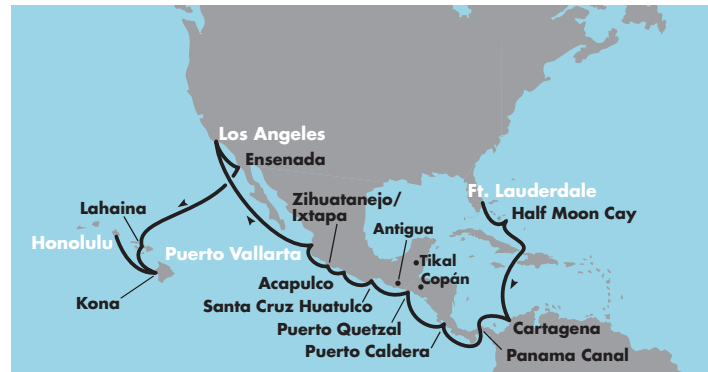 Los Angeles
Ensenada
Zihuatanejo/
Ixtapa
Ft. Lauderdale
Lahaina
Half Moon Cay
Antigua
Honolulu
Puerto Vallarta
Tikal
Copán
Acapulco
Kona
Santa Cruz Huatulco
Puerto Quetzal
Cartagena
Puerto Caldera
Panama Canal